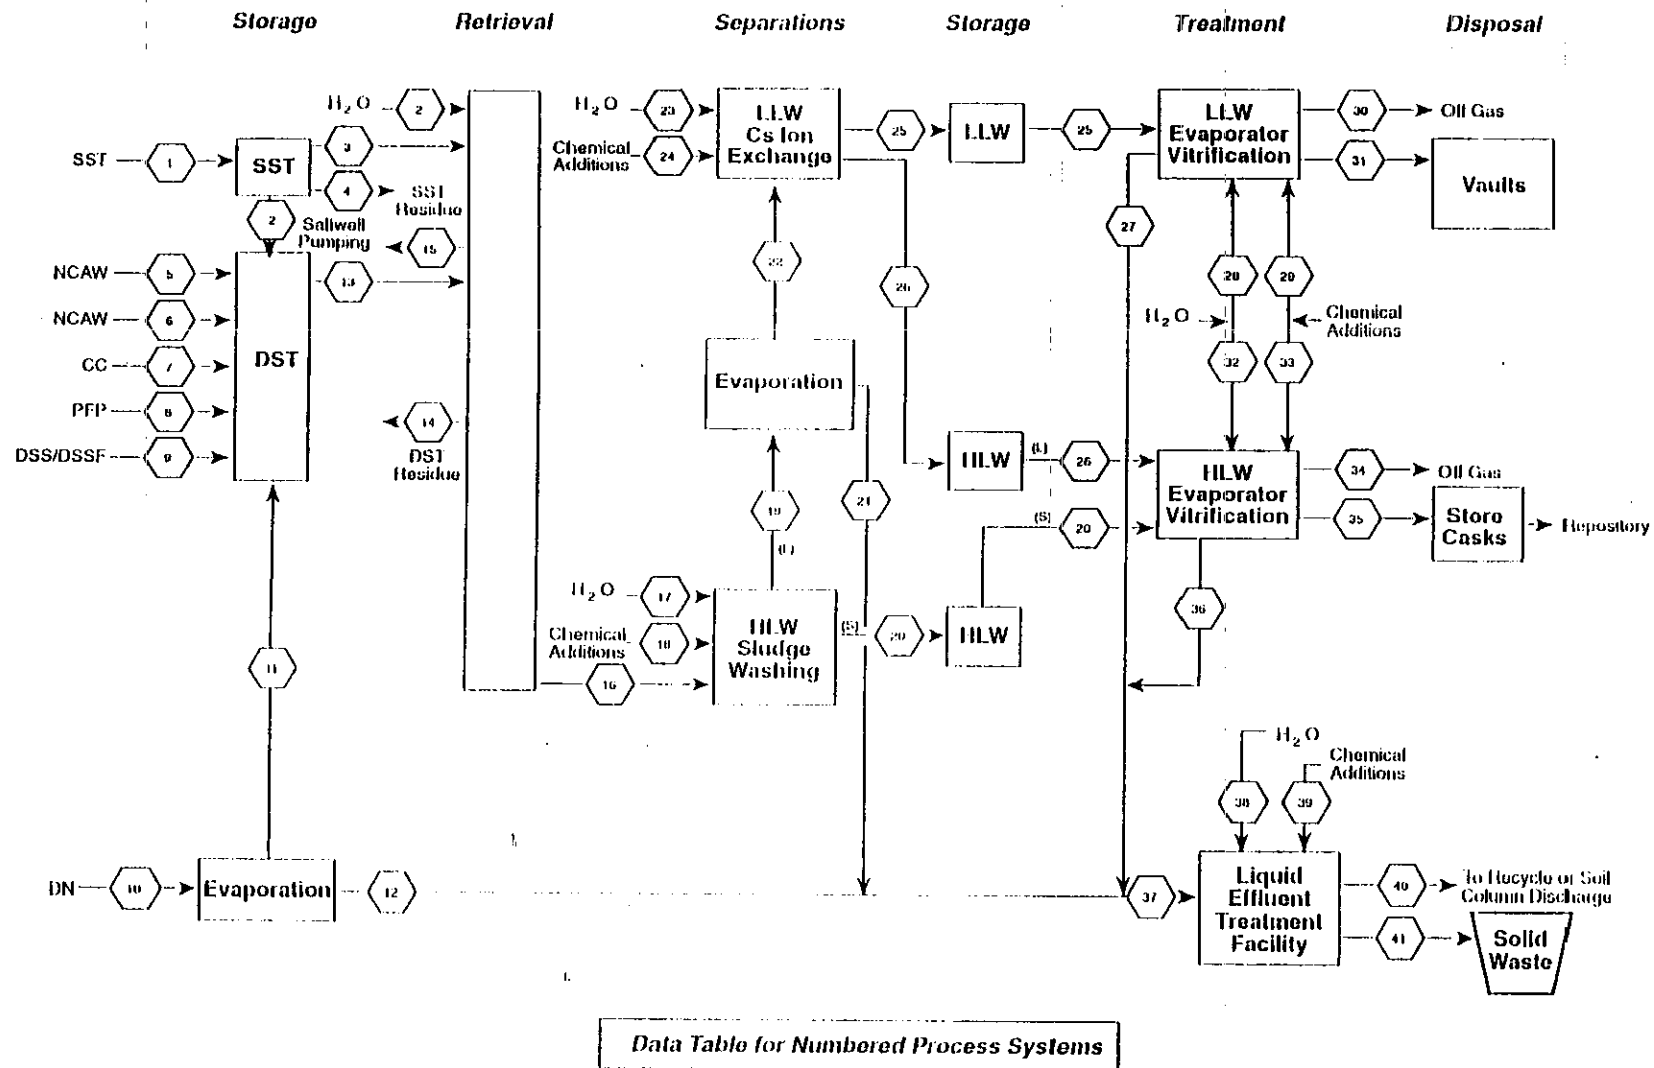 Storage Retrieval Separations Storage Treatment Disposal
H2O 2
SST 1
SST
3
4
SST
Residue
2
Saltwell
Pumping
15
NCAW 5
NCAW 6
CC 7
PFP 8
DSS/DSSF 9
DST
13
14
DST
Residue
11
DN 10
Evaporation
12
H2O 23
Chemical
Additions
24
LLW
Cs Ion
Exchange
25
LLW
25
26
22
Evaporation
21
19
(L)
H2O 17
Chemical
Additions
18
16
HLW
Sludge
Washing
(S)
20
HLW
HLW
(L)
26
(S)
20
LLW
Evaporator
Vitrification
30
Off Gas
31
Vaults
27
28
29
H2O
Chemical
Additions
32
33
HLW
Evaporator
Vitrification
34
Off Gas
35
Store
Casks
Repository
36
H2O
Chemical
Additions
38
39
37
Liquid
Effluent
Treatment
Facility
40
To Recycle or Soil
Column Discharge
41
Solid
Waste
Data Table for Numbered Process Systems